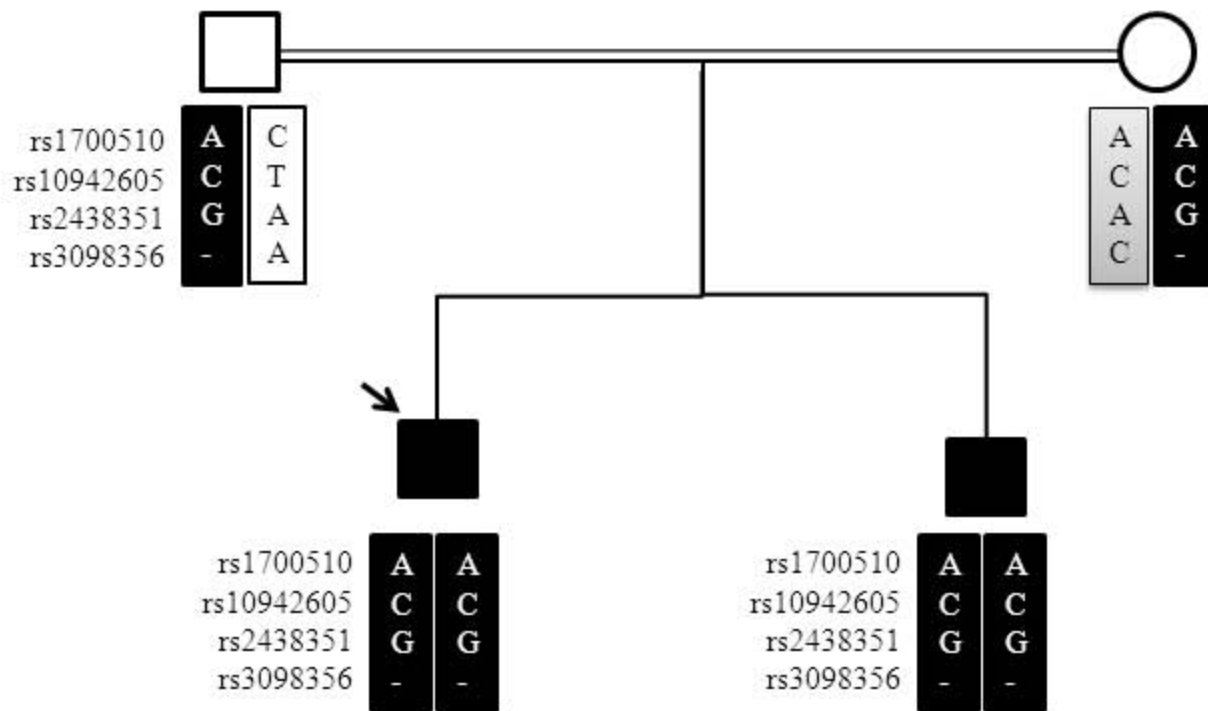 rs1700510 A C A A
rs10942605 C T C C
rs2438351 G A A G
rs3098356 - A C -
rs1700510 A A rs1700510 A A
rs10942605 C C rs10942605 C C
rs2438351 G G rs2438351 G G
rs3098356 - - rs3098356 - -